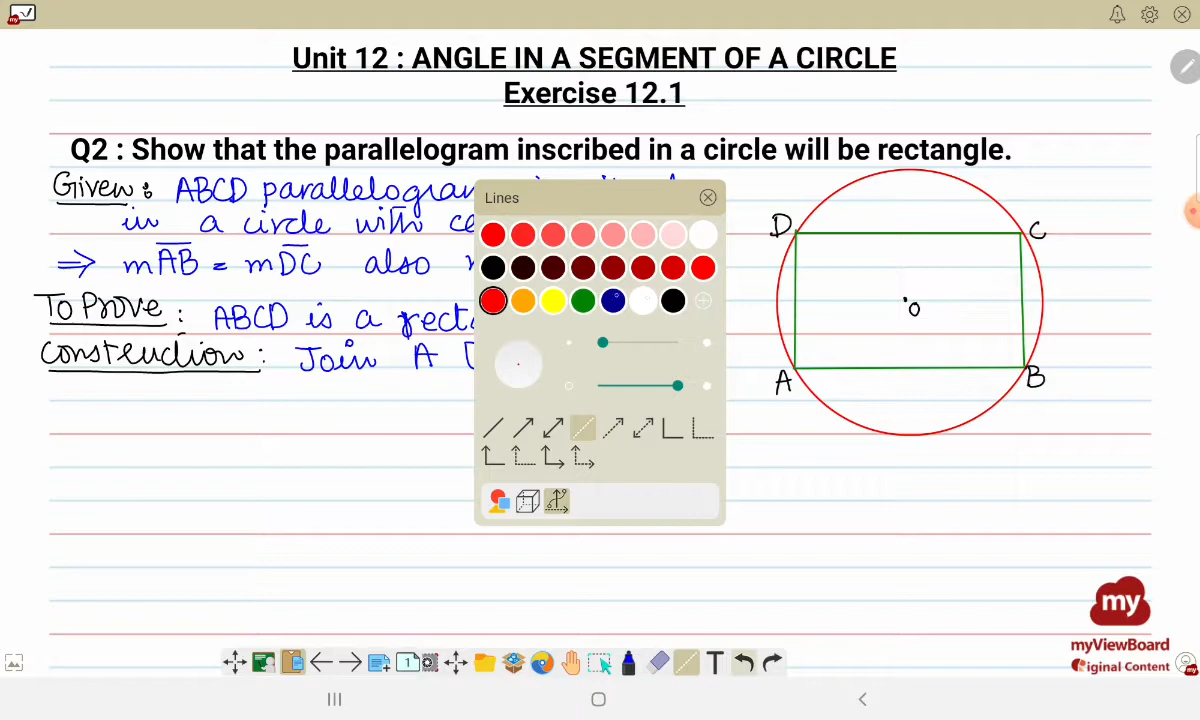 Unit 12 : ANGLE IN A SEGMENT OF A CIRCLE
Exercise 12.1
Q2 : Show that the parallelogram inscribed in a circle will be rectangle.
Given : ABCD parallelogram
in a circle with
⇒ mAB = mDC also
To Prove : ABCD is a
Construction : Join A
Lines
D
C
O
A
B
my
myViewBoard
Original Content
1
T